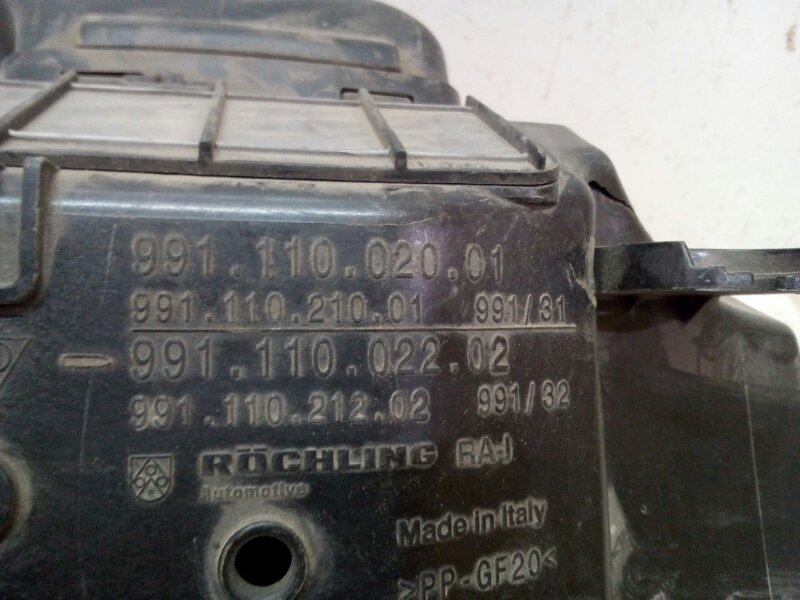 991.110.020.01
991.110.210.01 991/31
991.110.022.02
991.110.212.02 991/32
RÖCHLING RA-I
Automotive
Made in Italy
>PP-GF20<